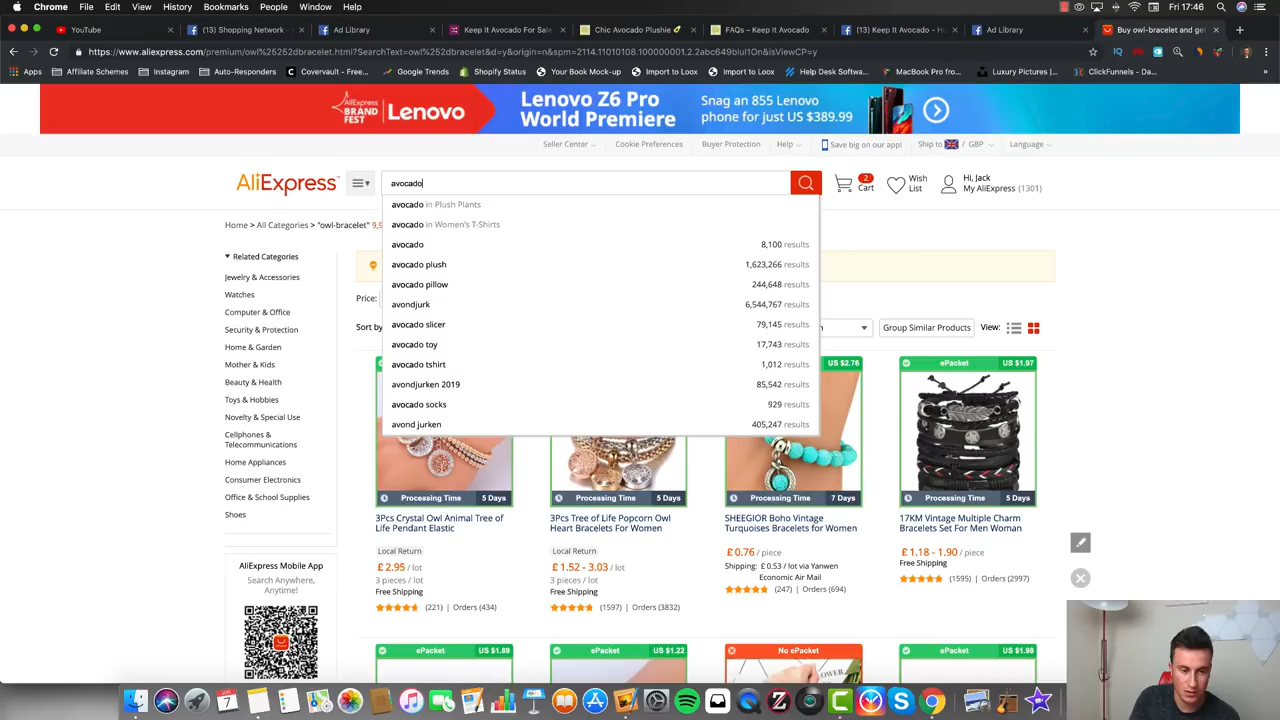 Chrome File Edit View History Bookmarks People Window Help
Fri 17:46
YouTube
(13) Shopping Network -
Ad Library
Keep It Avocado For Sale
Chic Avocado Plushie
FAQs – Keep It Avocado
(13) Keep It Avocado - H
Ad Library
Buy owl-bracelet and ge
https://www.aliexpress.com/premium/owl%252dbracelet.html?SearchText=owl%252dbracelet&d=y&origin=n&spm=2114.11010108.100000001.2.2abc649bluI1On&isViewCP=y
Apps Affiliate Schemes Instagram Auto-Responders Covervault - Free... Google Trends Shopify Status Your Book Mock-up Import to Loox Import to Loox Help Desk Softwa... MacBook Pro fron... Luxury Pictures |... ClickFunnels - Da...
AliExpress
BRAND
FEST
Lenovo
Lenovo Z6 Pro
World Premiere
Snag an 855 Lenovo
phone for just US $389.99
Seller Center Cookie Preferences Buyer Protection Help Save big on our app! Ship to / GBP Language
AliExpress
avocado
2
Cart
Wish
List
Hi, Jack
My AliExpress (1301)
avocado in Plush Plants
avocado in Women's T-Shirts
avocado 8,100 results
avocado plush 1,623,266 results
avocado pillow 244,648 results
avondjurk 6,544,767 results
avocado slicer 79,145 results
avocado toy 17,743 results
avocado tshirt 1,012 results
avondjurken 2019 85,542 results
avocado socks 929 results
avond jurken 405,247 results
Home > All Categories > "owl-bracelet" 9,9
Related Categories
Jewelry & Accessories
Watches
Computer & Office
Security & Protection
Home & Garden
Mother & Kids
Beauty & Health
Toys & Hobbies
Novelty & Special Use
Cellphones &
Telecommunications
Home Appliances
Consumer Electronics
Office & School Supplies
Shoes
AliExpress Mobile App
Search Anywhere,
Anytime!
Price:
Sort by
Group Similar Products View:
US $2.76
ePacket US $1.97
Processing Time 5 Days
Processing Time 5 Days
Processing Time 7 Days
Processing Time 5 Days
3Pcs Crystal Owl Animal Tree of
Life Pendant Elastic
Local Return
£ 2.95 / lot
3 pieces / lot
Free Shipping
(221) | Orders (434)
3Pcs Tree of Life Popcorn Owl
Heart Bracelets For Women
Local Return
£ 1.52 - 3.03 / lot
3 pieces / lot
Free Shipping
(1597) | Orders (3832)
SHEEGIOR Boho Vintage
Turquoises Bracelets for Women
£ 0.76 / piece
Shipping: £ 0.53 / lot via Yanwen
Economic Air Mail
(247) | Orders (694)
17KM Vintage Multiple Charm
Bracelets Set For Men Woman
£ 1.18 - 1.90 / piece
Free Shipping
(1595) | Orders (2997)
ePacket US $1.89
ePacket US $1.22
No ePacket
ePacket US $1.98